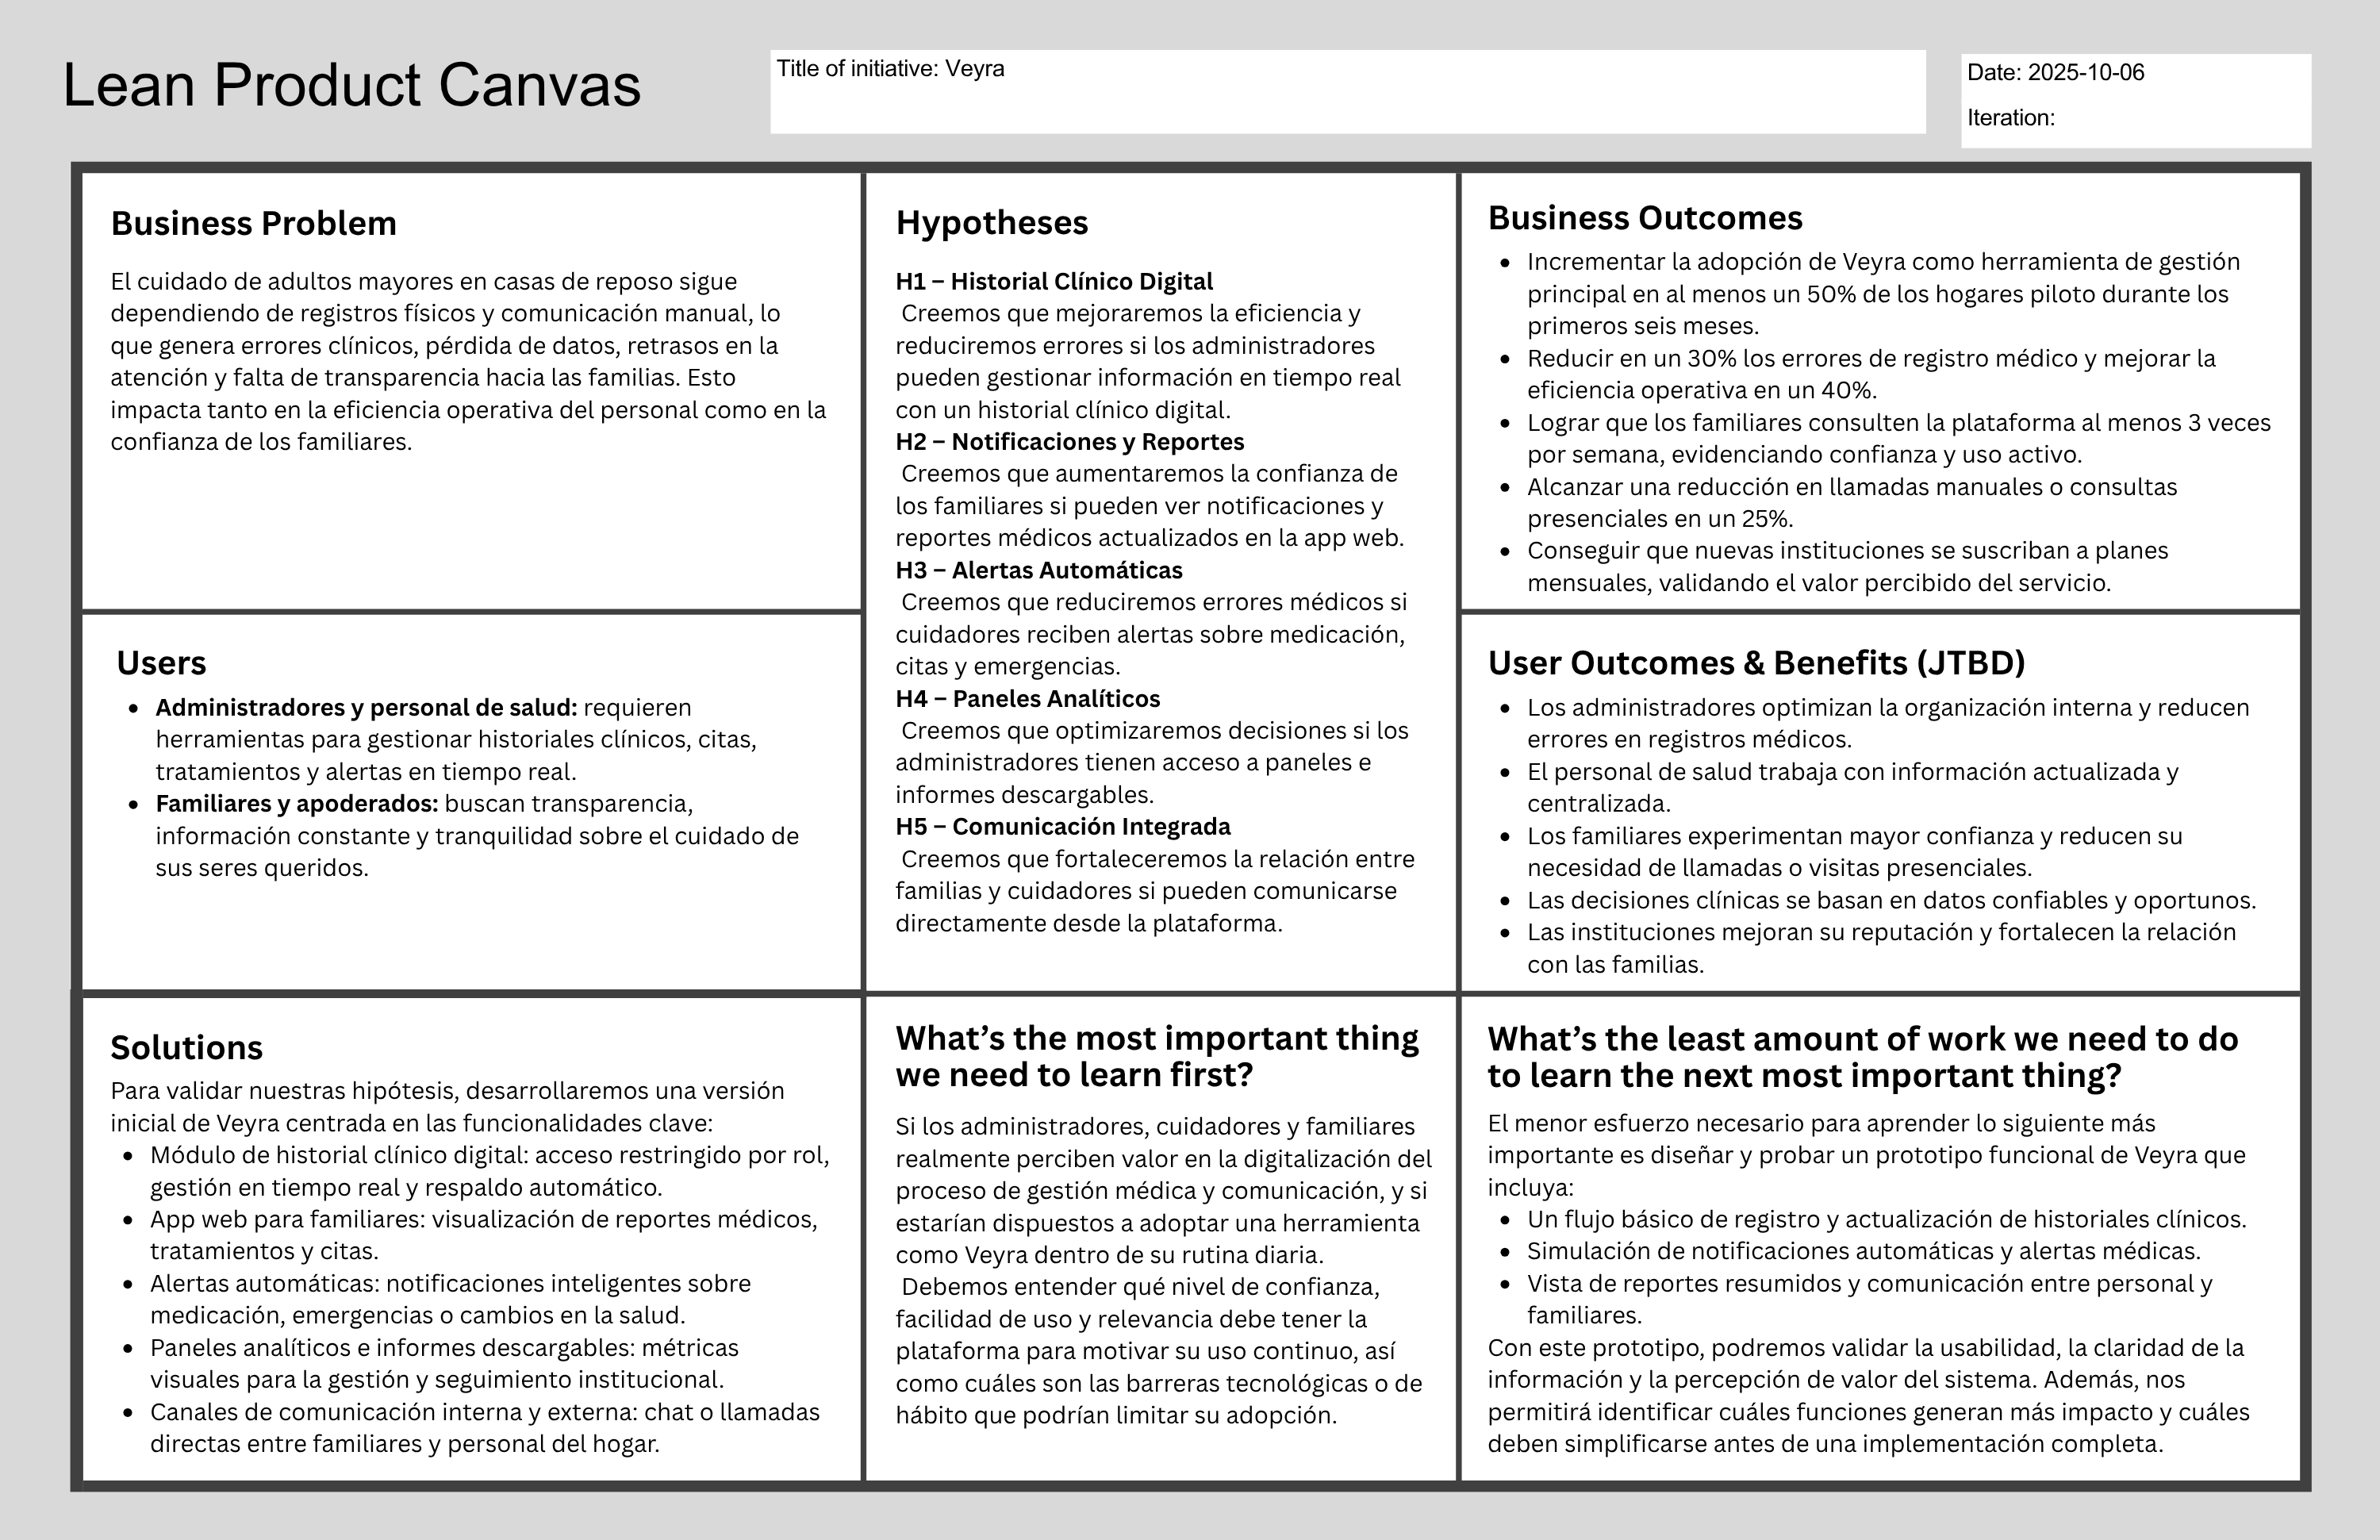 Lean Product Canvas
Title of initiative: Veyra
Date: 2025-10-06
Iteration:
Business Problem
El cuidado de adultos mayores en casas de reposo sigue
dependiendo de registros físicos y comunicación manual, lo
que genera errores clínicos, pérdida de datos, retrasos en la
atención y falta de transparencia hacia las familias. Esto
impacta tanto en la eficiencia operativa del personal como en la
confianza de los familiares.
Users
• Administradores y personal de salud: requieren
herramientas para gestionar historiales clínicos, citas,
tratamientos y alertas en tiempo real.
• Familiares y apoderados: buscan transparencia,
información constante y tranquilidad sobre el cuidado de
sus seres queridos.
Hypotheses
H1 – Historial Clínico Digital
Creemos que mejoraremos la eficiencia y
reduciremos errores si los administradores
pueden gestionar información en tiempo real
con un historial clínico digital.
H2 – Notificaciones y Reportes
Creemos que aumentaremos la confianza de
los familiares si pueden ver notificaciones y
reportes médicos actualizados en la app web.
H3 – Alertas Automáticas
Creemos que reduciremos errores médicos si
cuidadores reciben alertas sobre medicación,
citas y emergencias.
H4 – Paneles Analíticos
Creemos que optimizaremos decisiones si los
administradores tienen acceso a paneles e
informes descargables.
H5 – Comunicación Integrada
Creemos que fortaleceremos la relación entre
familias y cuidadores si pueden comunicarse
directamente desde la plataforma.
Business Outcomes
• Incrementar la adopción de Veyra como herramienta de gestión
principal en al menos un 50% de los hogares piloto durante los
primeros seis meses.
• Reducir en un 30% los errores de registro médico y mejorar la
eficiencia operativa en un 40%.
• Lograr que los familiares consulten la plataforma al menos 3 veces
por semana, evidenciando confianza y uso activo.
• Alcanzar una reducción en llamadas manuales o consultas
presenciales en un 25%.
• Conseguir que nuevas instituciones se suscriban a planes
mensuales, validando el valor percibido del servicio.
User Outcomes & Benefits (JTBD)
• Los administradores optimizan la organización interna y reducen
errores en registros médicos.
• El personal de salud trabaja con información actualizada y
centralizada.
• Los familiares experimentan mayor confianza y reducen su
necesidad de llamadas o visitas presenciales.
• Las decisiones clínicas se basan en datos confiables y oportunos.
• Las instituciones mejoran su reputación y fortalecen la relación
con las familias.
Solutions
Para validar nuestras hipótesis, desarrollaremos una versión
inicial de Veyra centrada en las funcionalidades clave:
• Módulo de historial clínico digital: acceso restringido por rol,
gestión en tiempo real y respaldo automático.
• App web para familiares: visualización de reportes médicos,
tratamientos y citas.
• Alertas automáticas: notificaciones inteligentes sobre
medicación, emergencias o cambios en la salud.
• Paneles analíticos e informes descargables: métricas
visuales para la gestión y seguimiento institucional.
• Canales de comunicación interna y externa: chat o llamadas
directas entre familiares y personal del hogar.
What’s the most important thing
we need to learn first?
Si los administradores, cuidadores y familiares
realmente perciben valor en la digitalización del
proceso de gestión médica y comunicación, y si
estarían dispuestos a adoptar una herramienta
como Veyra dentro de su rutina diaria.
Debemos entender qué nivel de confianza,
facilidad de uso y relevancia debe tener la
plataforma para motivar su uso continuo, así
como cuáles son las barreras tecnológicas o de
hábito que podrían limitar su adopción.
What’s the least amount of work we need to do
to learn the next most important thing?
El menor esfuerzo necesario para aprender lo siguiente más
importante es diseñar y probar un prototipo funcional de Veyra que
incluya:
• Un flujo básico de registro y actualización de historiales clínicos.
• Simulación de notificaciones automáticas y alertas médicas.
• Vista de reportes resumidos y comunicación entre personal y
familiares.
Con este prototipo, podremos validar la usabilidad, la claridad de la
información y la percepción de valor del sistema. Además, nos
permitirá identificar cuáles funciones generan más impacto y cuáles
deben simplificarse antes de una implementación completa.